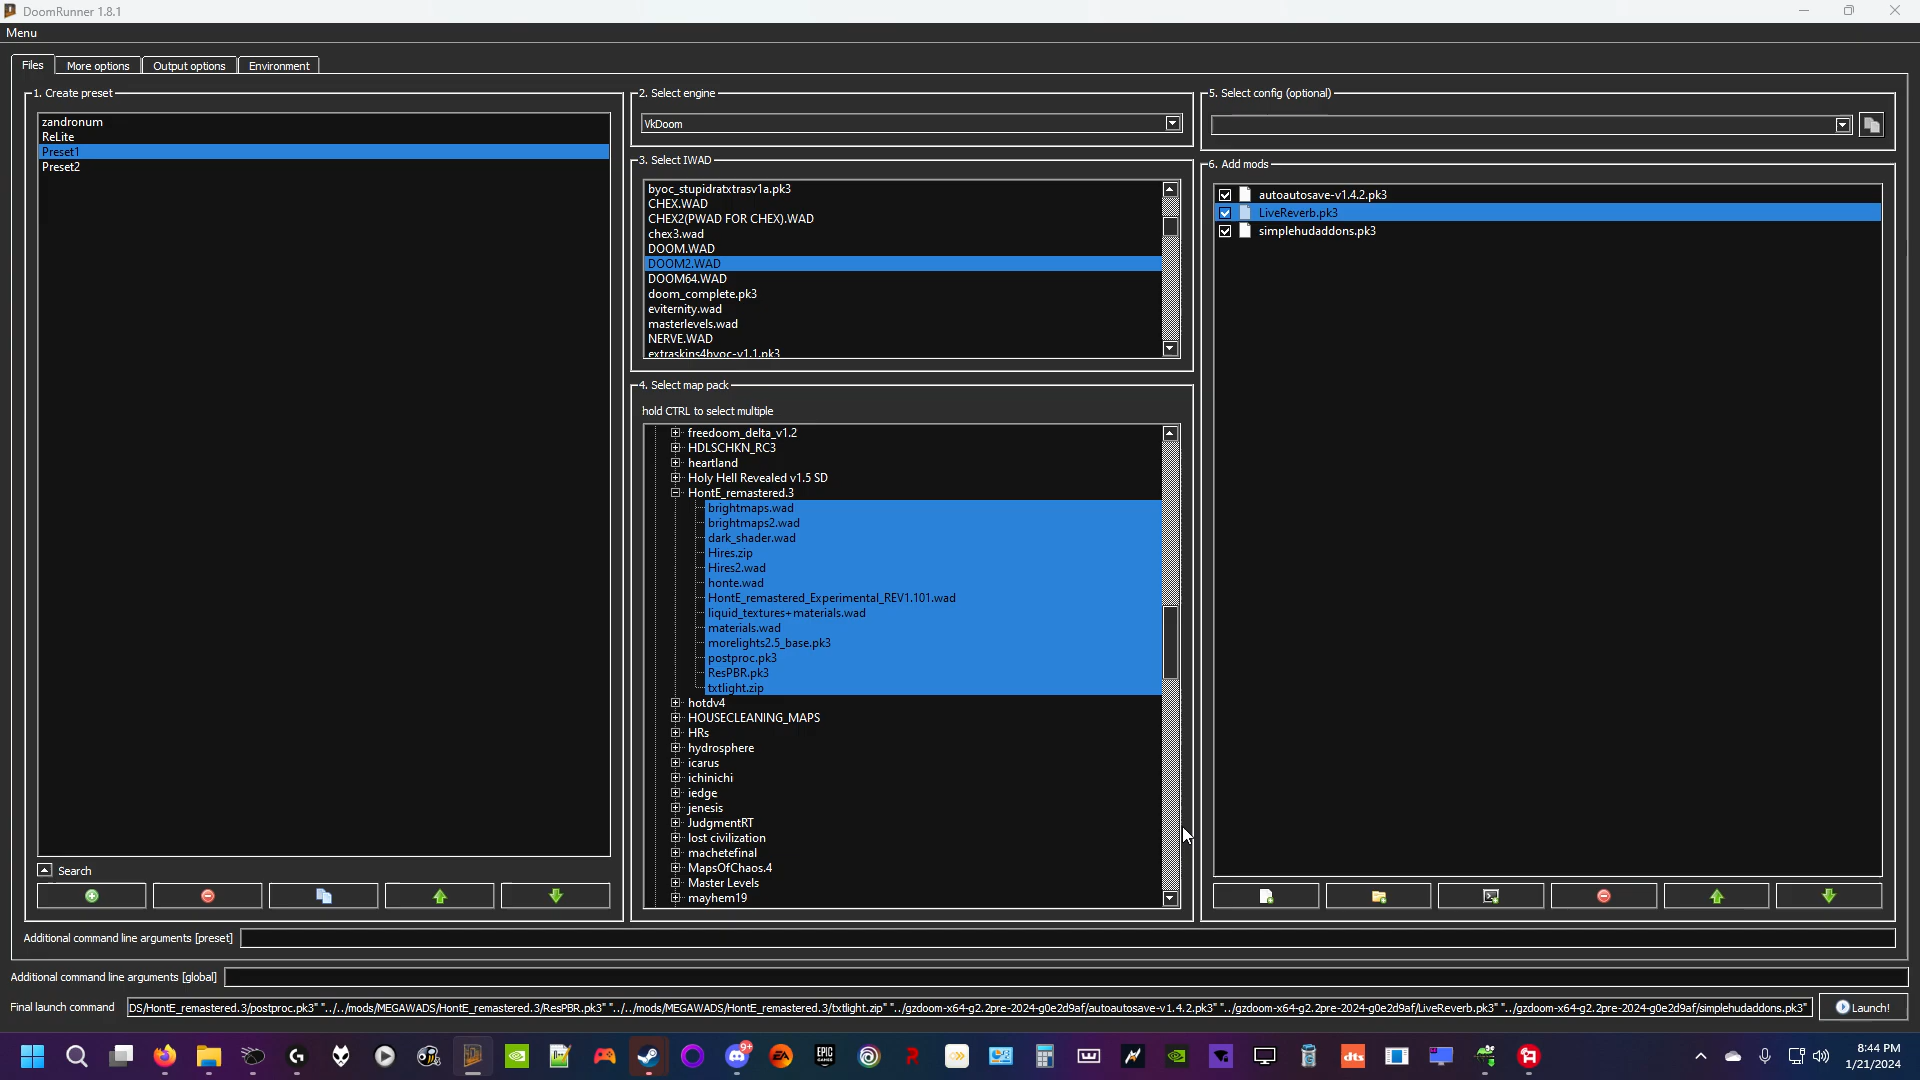 DoomRunner 1.8.1
Menu
Files
More options
Output options
Environment
1. Create preset
zandronum
ReLite
Preset1
Preset2
Search
2. Select engine
VkDoom
3. Select IWAD
byoc_stupidratxtrasv1a.pk3
CHEX.WAD
CHEX2(PWAD FOR CHEX).WAD
chex3.wad
DOOM.WAD
DOOM2.WAD
DOOM64.WAD
doom_complete.pk3
eviternity.wad
masterlevels.wad
NERVE.WAD
extraskins4byoc-v1.1.pk3
4. Select map pack
hold CTRL to select multiple
freedoom_delta_v1.2
HDLSCHKN_RC3
heartland
Holy Hell Revealed v1.5 SD
HontE_remastered.3
brightmaps.wad
brightmaps2.wad
dark_shader.wad
Hires.zip
Hires2.wad
honte.wad
HontE_remastered_Experimental_REV1.101.wad
liquid_textures+materials.wad
materials.wad
morelights2.5_base.pk3
postproc.pk3
ResPBR.pk3
txtlight.zip
hotdv4
HOUSECLEANING_MAPS
HRs
hydrosphere
icarus
ichinichi
iedge
jenesis
JudgmentRT
lost civilization
machetefinal
MapsOfChaos.4
Master Levels
mayhem19
5. Select config (optional)
6. Add mods
autoautosave-v1.4.2.pk3
LiveReverb.pk3
simplehudaddons.pk3
Additional command line arguments [preset]
Additional command line arguments [global]
Final launch command
DS/HontE_remastered.3/postproc.pk3" "../../mods/MEGAWADS/HontE_remastered.3/ResPBR.pk3" "../../mods/MEGAWADS/HontE_remastered.3/txtlight.zip" "../gzdoom-x64-g2.2pre-2024-g0e2d9af/autoautosave-v1.4.2.pk3" "../gzdoom-x64-g2.2pre-2024-g0e2d9af/LiveReverb.pk3" "../gzdoom-x64-g2.2pre-2024-g0e2d9af/simplehudaddons.pk3"
Launch!
9+
EPIC
GAMES
EA
dts
8:44 PM
1/21/2024